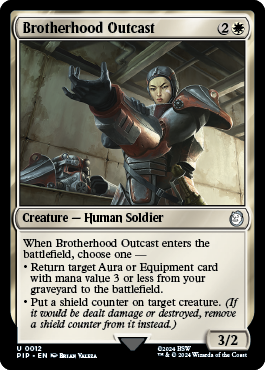 Brotherhood Outcast 2
Creature — Human Soldier
When Brotherhood Outcast enters the
battlefield, choose one —
• Return target Aura or Equipment card
with mana value 3 or less from your
graveyard to the battlefield.
• Put a shield counter on target creature. (If
it would be dealt damage or destroyed, remove
a shield counter from it instead.)
3/2
U 0012
PIP • EN Brian Valeza
©2024 BSW
™ & © 2024 Wizards of the Coast